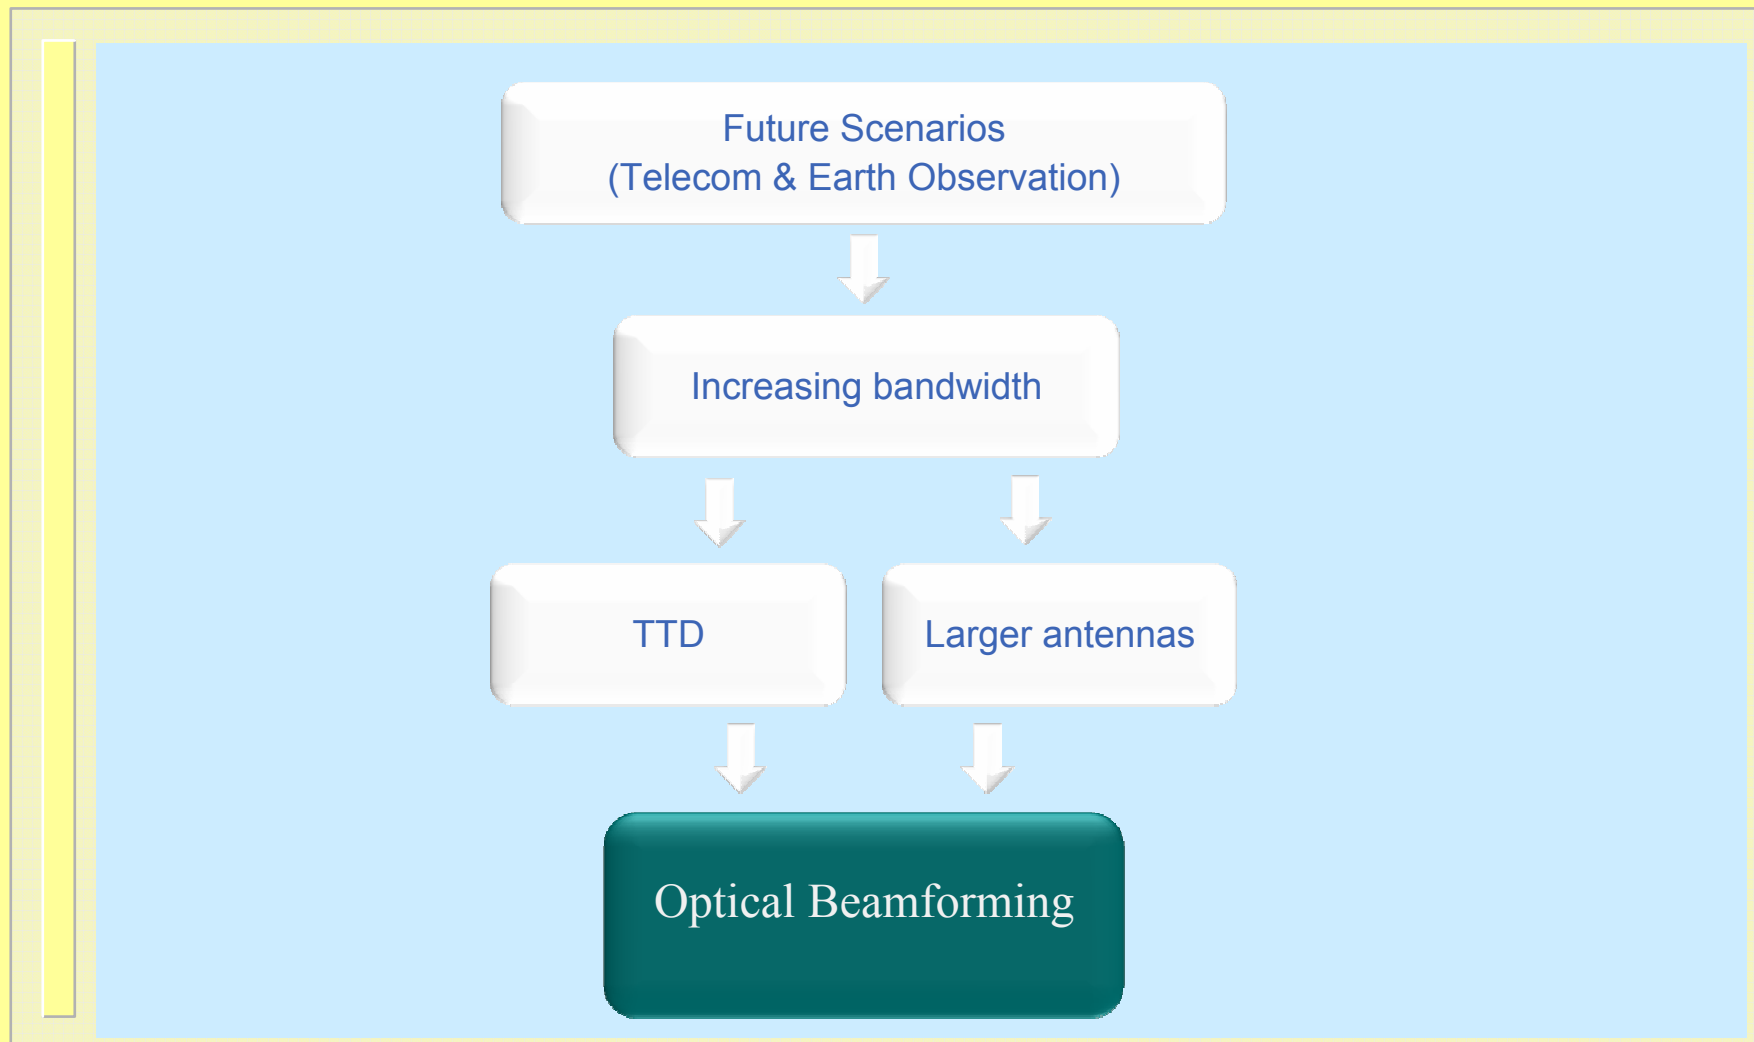 Future Scenarios
(Telecom & Earth Observation)
Increasing bandwidth
TTD
Larger antennas
Optical Beamforming